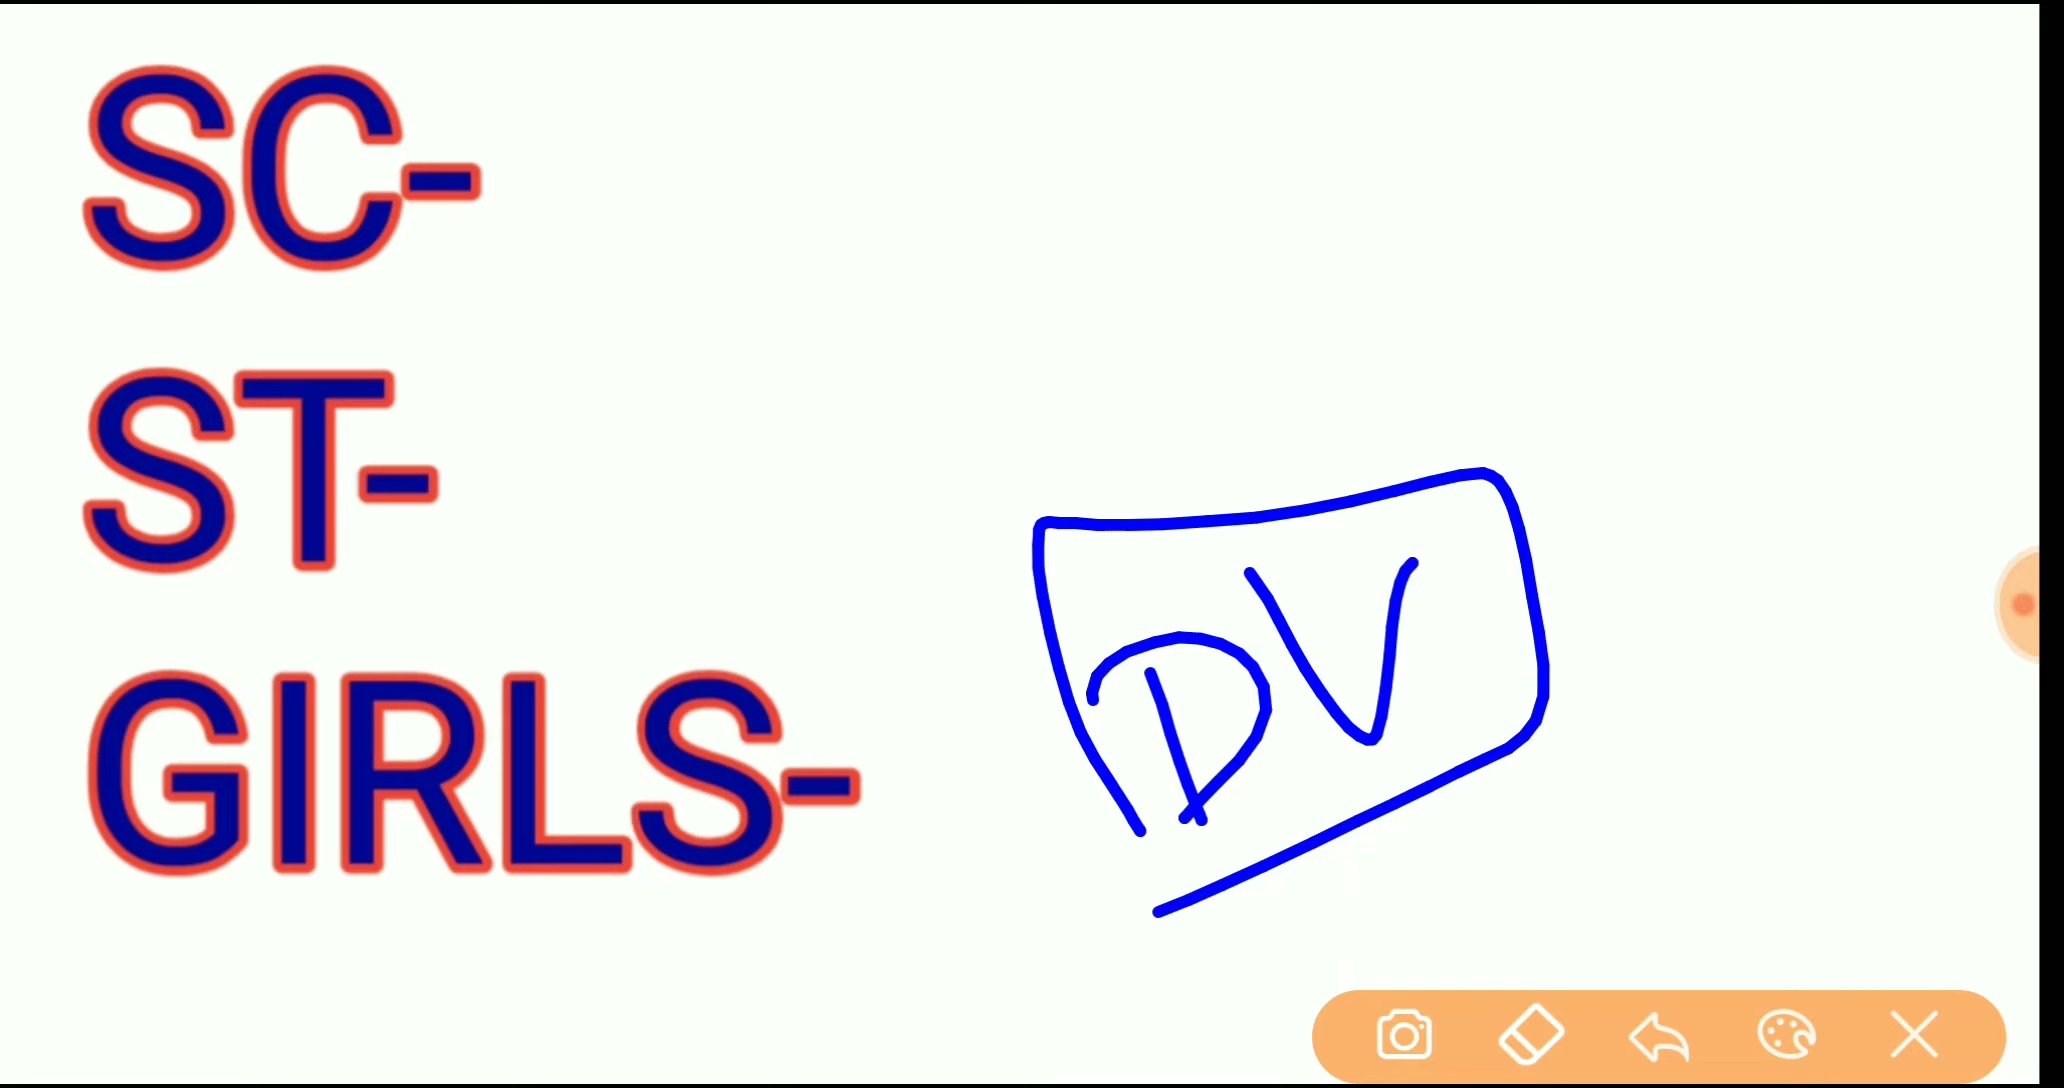 SC-
ST-
DV
GIRLS-